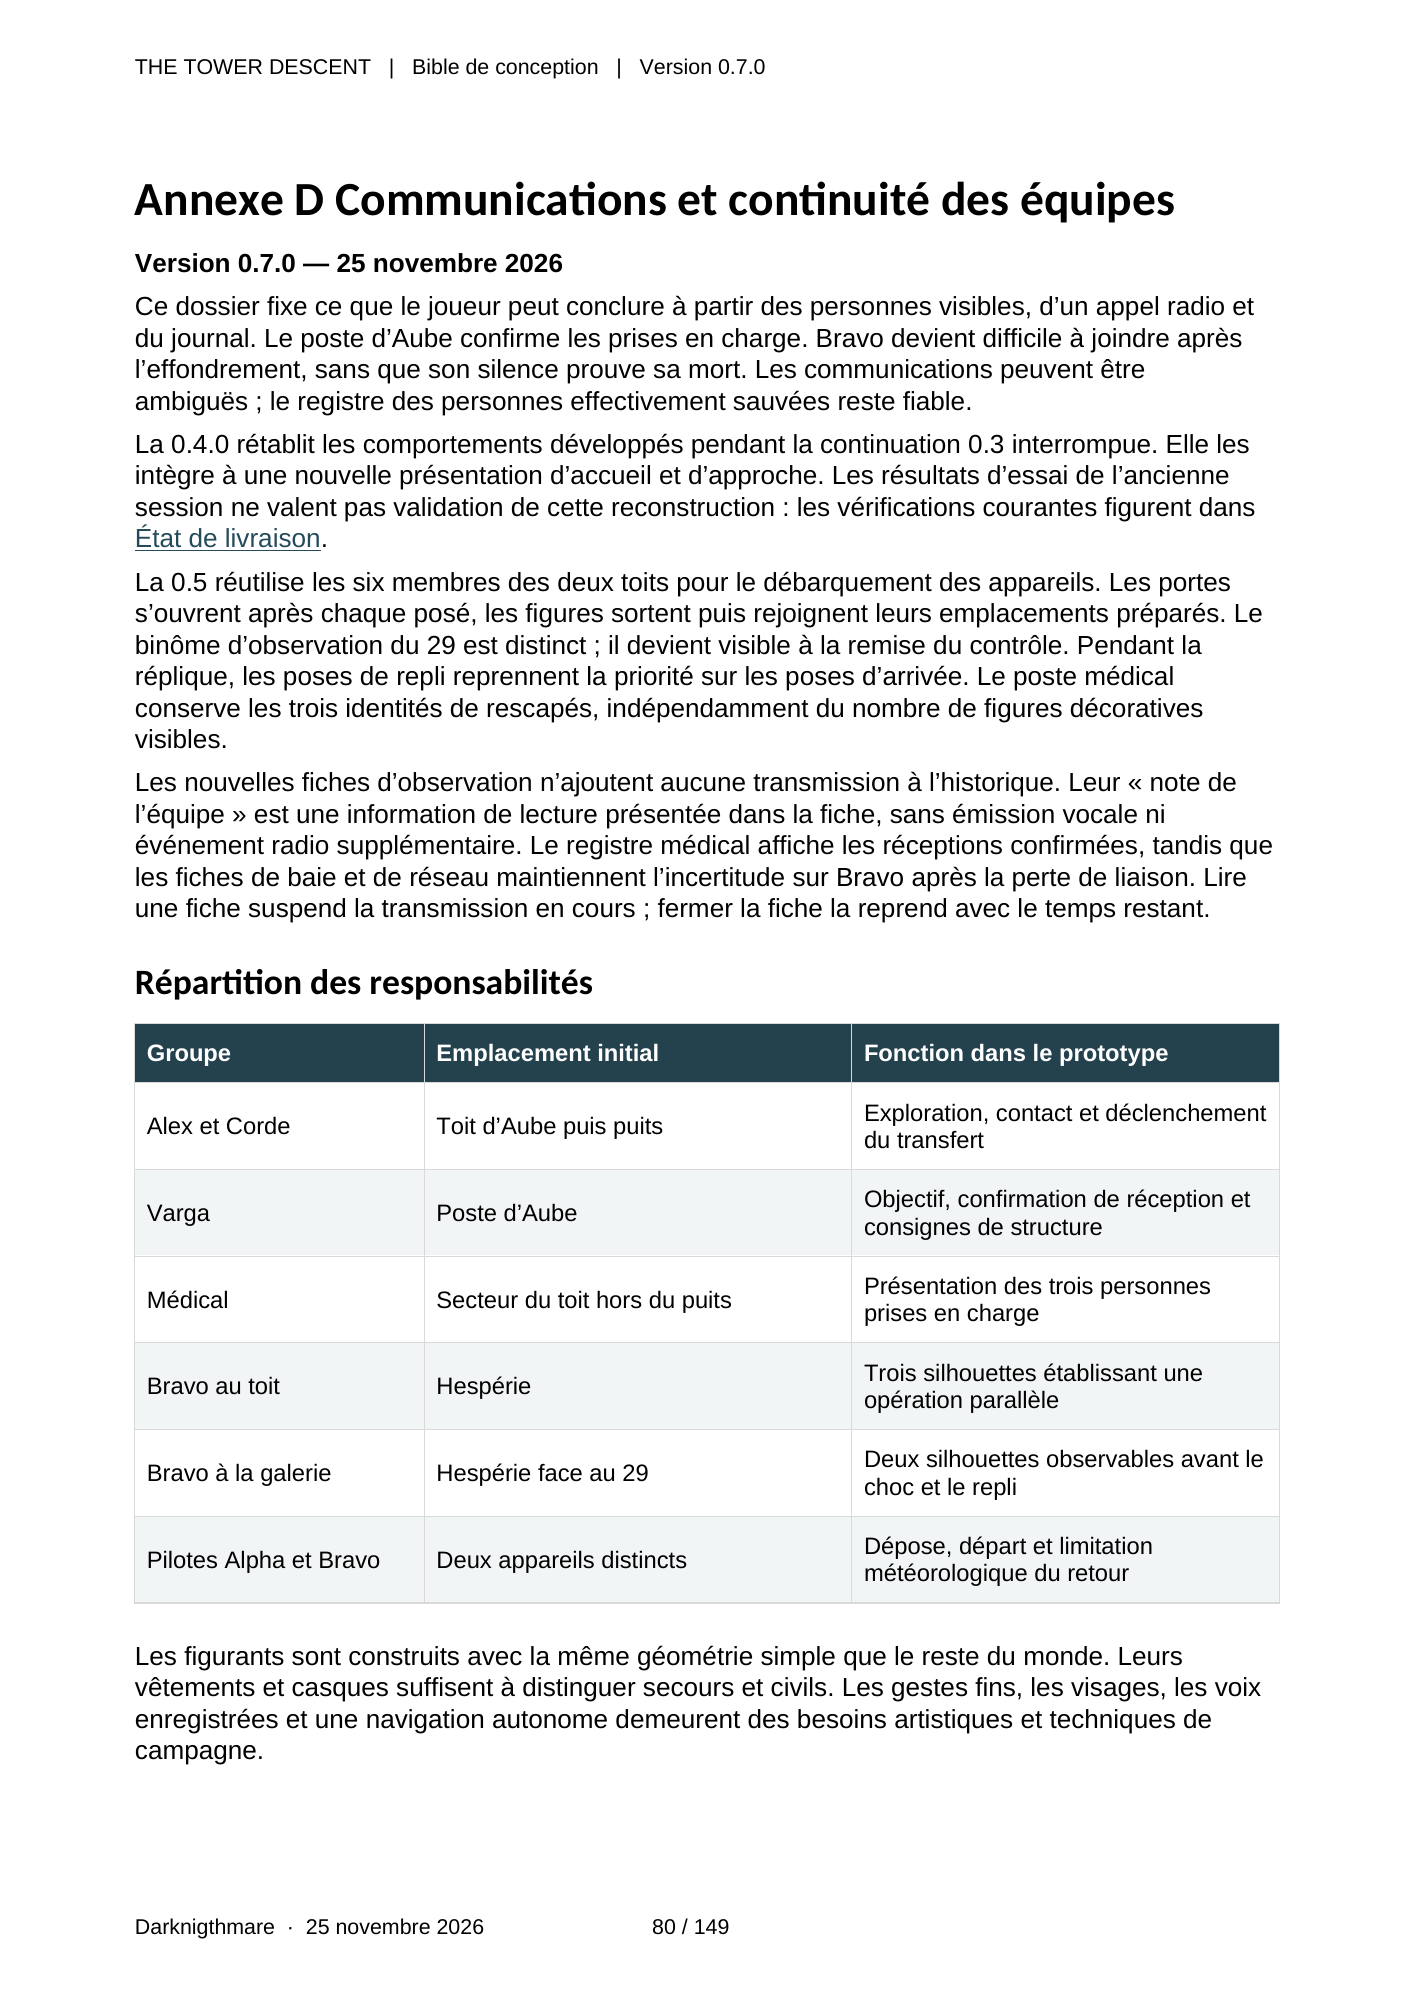 THE TOWER DESCENT | Bible de conception | Version 0.7.0
Annexe D Communications et continuité des équipes
Version 0.7.0 — 25 novembre 2026
Ce dossier fixe ce que le joueur peut conclure à partir des personnes visibles, d’un appel radio et
du journal. Le poste d’Aube confirme les prises en charge. Bravo devient difficile à joindre après
l’effondrement, sans que son silence prouve sa mort. Les communications peuvent être
ambiguës ; le registre des personnes effectivement sauvées reste fiable.
La 0.4.0 rétablit les comportements développés pendant la continuation 0.3 interrompue. Elle les
intègre à une nouvelle présentation d’accueil et d’approche. Les résultats d’essai de l’ancienne
session ne valent pas validation de cette reconstruction : les vérifications courantes figurent dans
État de livraison.
La 0.5 réutilise les six membres des deux toits pour le débarquement des appareils. Les portes
s’ouvrent après chaque posé, les figures sortent puis rejoignent leurs emplacements préparés. Le
binôme d’observation du 29 est distinct ; il devient visible à la remise du contrôle. Pendant la
réplique, les poses de repli reprennent la priorité sur les poses d’arrivée. Le poste médical
conserve les trois identités de rescapés, indépendamment du nombre de figures décoratives
visibles.
Les nouvelles fiches d’observation n’ajoutent aucune transmission à l’historique. Leur « note de
l’équipe » est une information de lecture présentée dans la fiche, sans émission vocale ni
événement radio supplémentaire. Le registre médical affiche les réceptions confirmées, tandis que
les fiches de baie et de réseau maintiennent l’incertitude sur Bravo après la perte de liaison. Lire
une fiche suspend la transmission en cours ; fermer la fiche la reprend avec le temps restant.
Répartition des responsabilités
Groupe Emplacement initial Fonction dans le prototype
Alex et Corde Toit d’Aube puis puits Exploration, contact et déclenchement
du transfert
Varga Poste d’Aube Objectif, confirmation de réception et
consignes de structure
Médical Secteur du toit hors du puits Présentation des trois personnes
prises en charge
Bravo au toit Hespérie Trois silhouettes établissant une
opération parallèle
Bravo à la galerie Hespérie face au 29 Deux silhouettes observables avant le
choc et le repli
Pilotes Alpha et Bravo Deux appareils distincts Dépose, départ et limitation
météorologique du retour
Les figurants sont construits avec la même géométrie simple que le reste du monde. Leurs
vêtements et casques suffisent à distinguer secours et civils. Les gestes fins, les visages, les voix
enregistrées et une navigation autonome demeurent des besoins artistiques et techniques de
campagne.
Darknigthmare · 25 novembre 2026 80 / 149